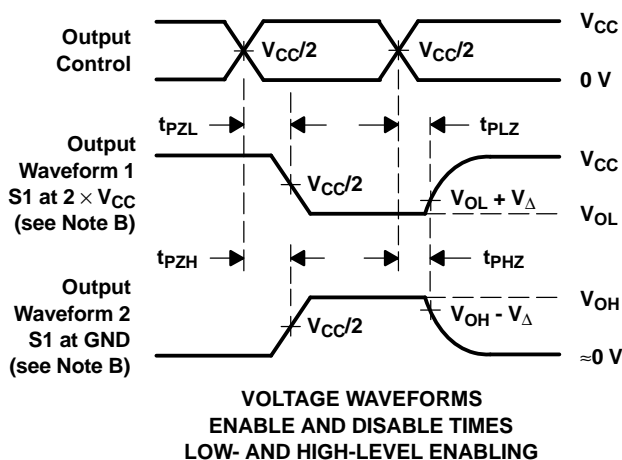 Output
Control
V_CC/2
V_CC/2
V_CC
0 V
t_PZL
t_PLZ
Output
Waveform 1
S1 at 2 × V_CC
(see Note B)
V_CC/2
V_CC
V_OL + V_Δ
V_OL
t_PZH
t_PHZ
Output
Waveform 2
S1 at GND
(see Note B)
V_CC/2
V_OH
V_OH - V_Δ
≈0 V
VOLTAGE WAVEFORMS
ENABLE AND DISABLE TIMES
LOW- AND HIGH-LEVEL ENABLING